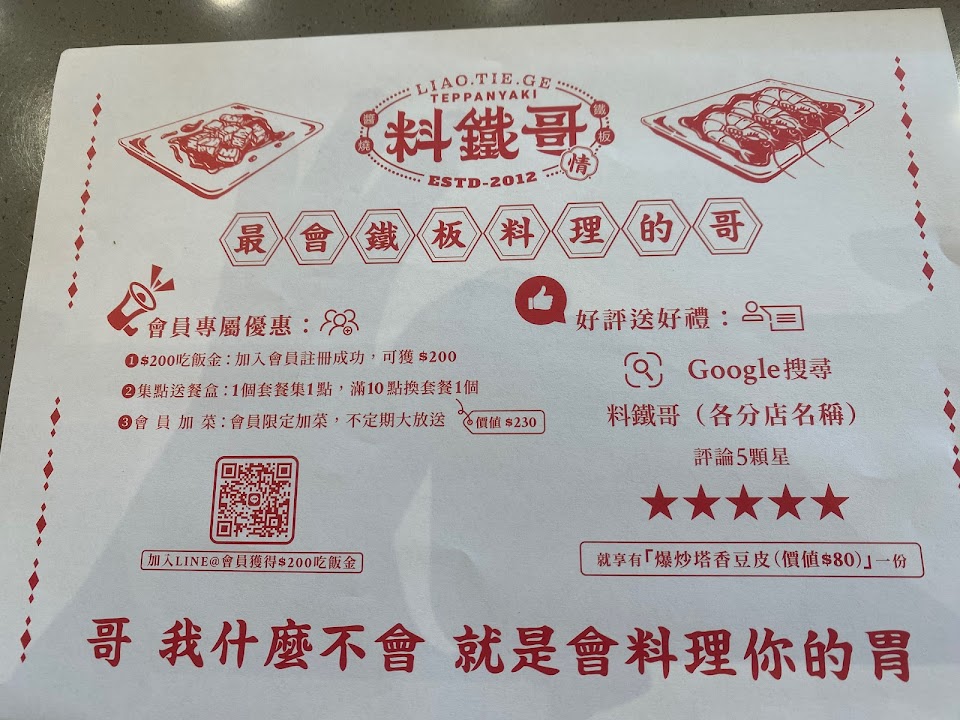 LIAO.TIE.GE
TEPPANYAKI
醬燒
料鐵哥
鐵板
情
ESTD-2012
最會鐵板料理的哥
會員專屬優惠：
❶$200吃飯金：加入會員註冊成功，可獲 $200
❷集點送餐盒：1個套餐集1點，滿10點換套餐1個
❸會員加菜：會員限定加菜，不定期大放送
價值 $230
加入LINE@會員獲得$200吃飯金
好評送好禮：
Google搜尋
料鐵哥（各分店名稱）
評論5顆星
★★★★★
就享有「爆炒塔香豆皮(價值$80)」一份
哥 我什麼不會 就是會料理你的胃